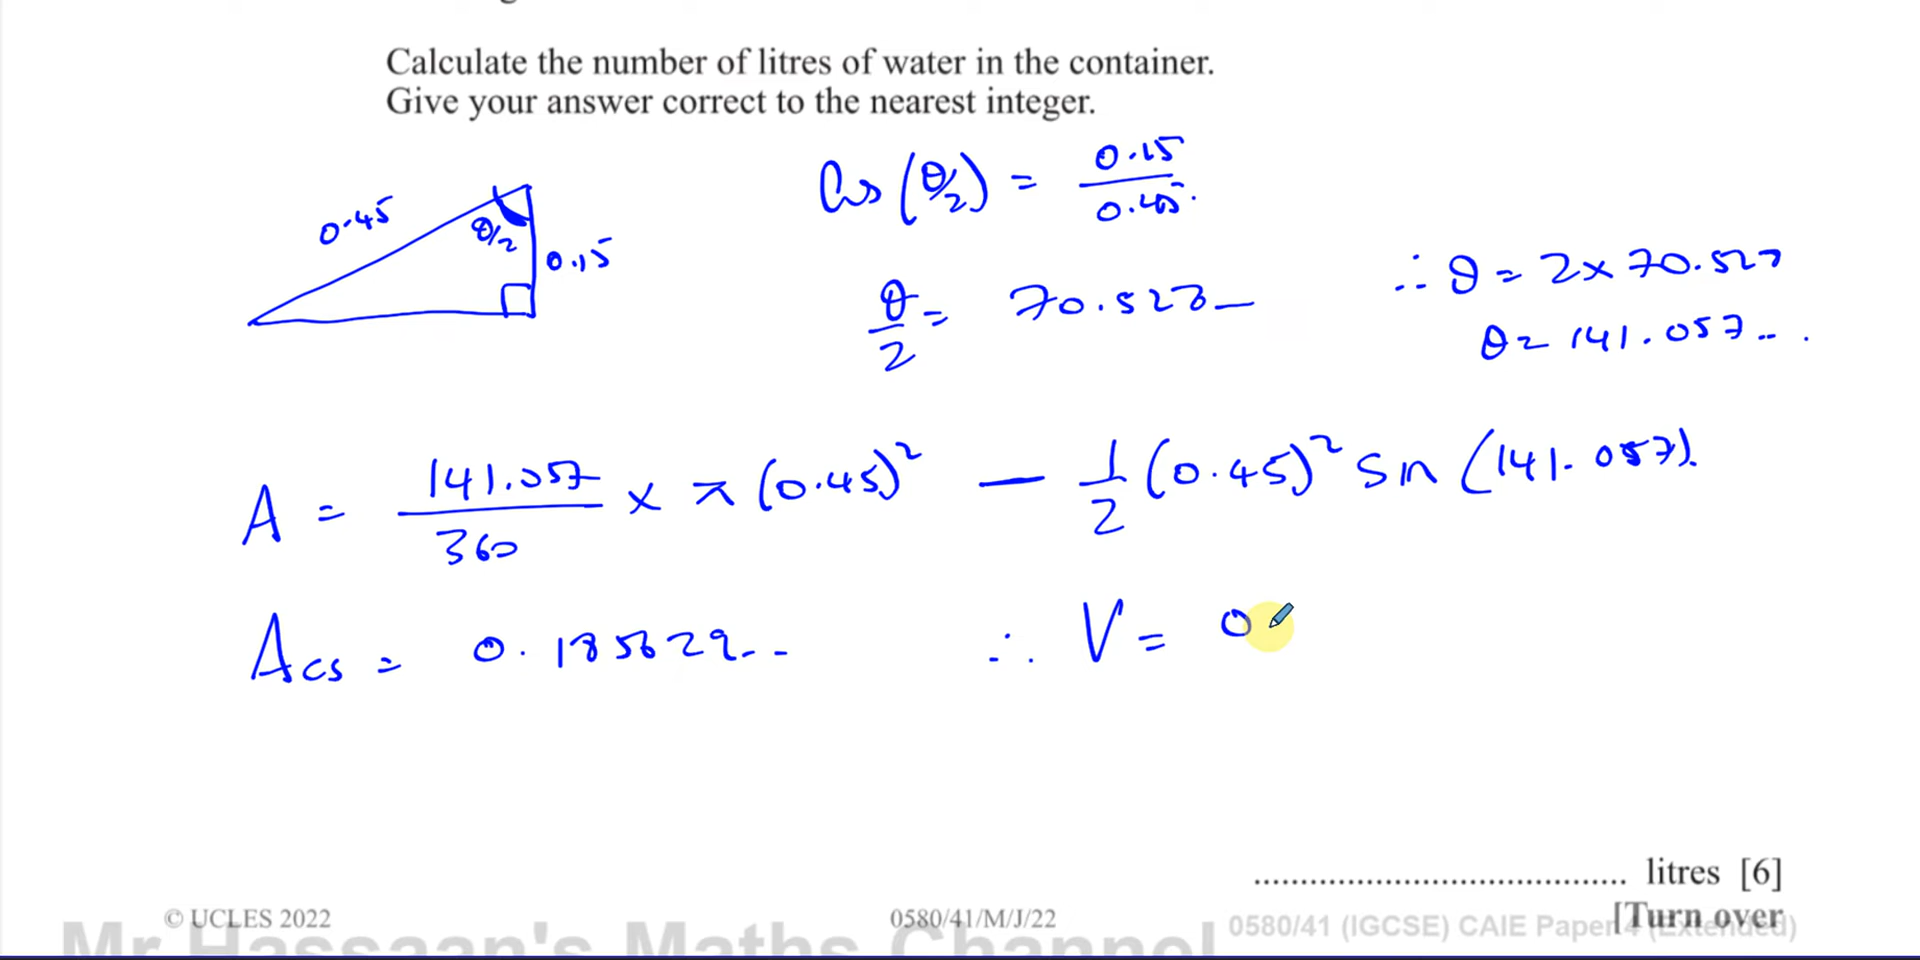 Calculate the number of litres of water in the container.
Give your answer correct to the nearest integer.
Cos (θ/2) = 0.15/0.45
0.45
θ/2
0.15
∴ θ = 2 x 70.527
θ/2 = 70.528_
θ = 141.057... .
A = 141.057/360 x π (0.45)² - 1/2 (0.45)² Sin (141.057).
Acs = 0.185629... ∴ V = 0.
litres [6]
© UCLES 2022 0580/41/M/J/22 [Turn over
Mr Hassaan's Maths Channel 0580/41 (IGCSE) CAIE Paper 4 (Extended)